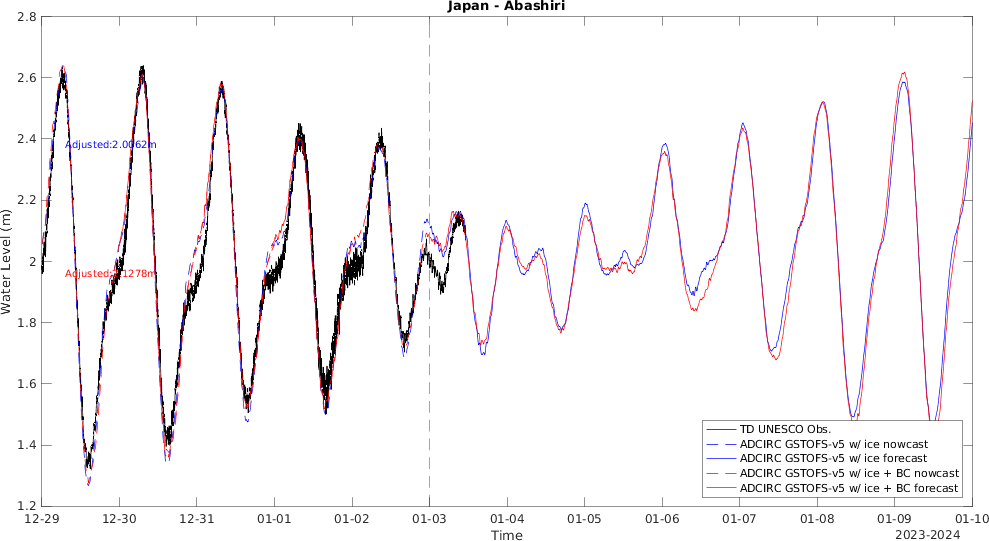 Japan - Abashiri
Water Level (m)
2.8
2.6
2.4
2.2
2
1.8
1.6
1.4
1.2
Adjusted:2.0062m
TD UNESCO Obs.
ADCIRC GSTOFS-v5 w/ ice nowcast
ADCIRC GSTOFS-v5 w/ ice forecast
ADCIRC GSTOFS-v5 w/ ice + BC nowcast
ADCIRC GSTOFS-v5 w/ ice + BC forecast
12-29 12-30 12-31 01-01 01-02 01-03 01-04 01-05 01-06 01-07 01-08 01-09 01-10
Time
2023-2024